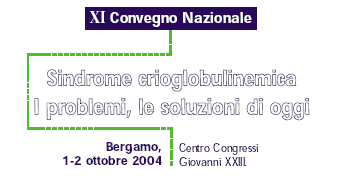 XI Convegno Nazionale
Sindrome crioglobulinemica
I problemi, le soluzioni di oggi
Bergamo,
1-2 ottobre 2004
Centro Congressi
Giovanni XXIII.